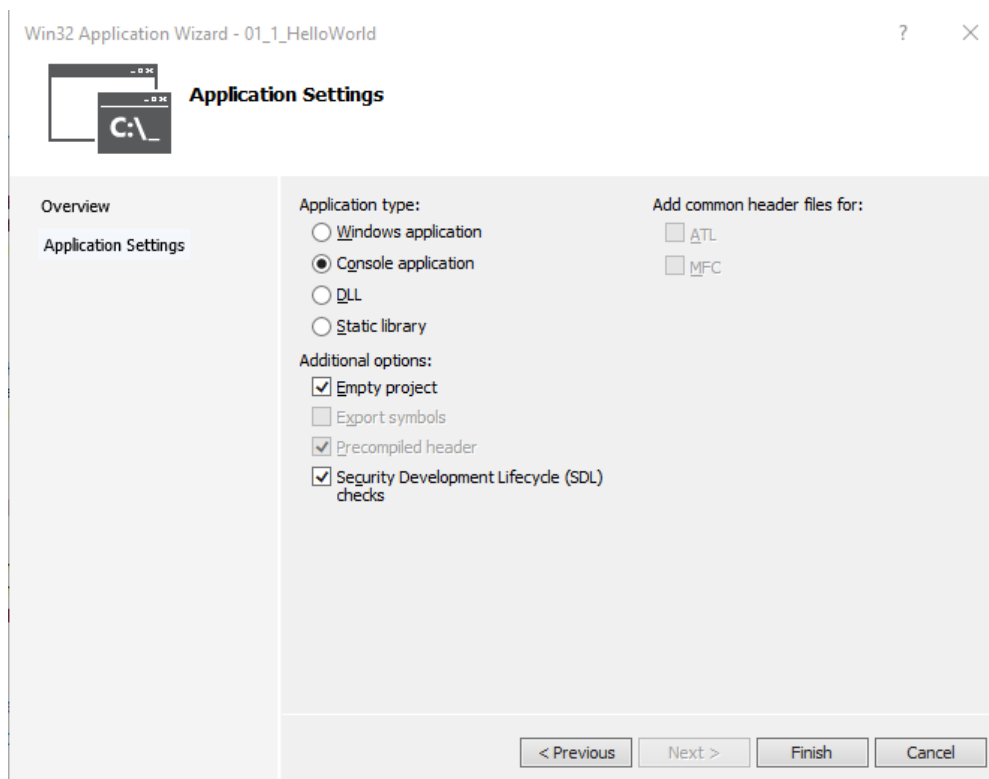 Win32 Application Wizard - 01_1_HelloWorld
?
C:\_
Application Settings
Overview
Application Settings
Application type:
Windows application
Console application
DLL
Static library
Additional options:
Empty project
Export symbols
Precompiled header
Security Development Lifecycle (SDL)
checks
Add common header files for:
ATL
MFC
< Previous
Next >
Finish
Cancel